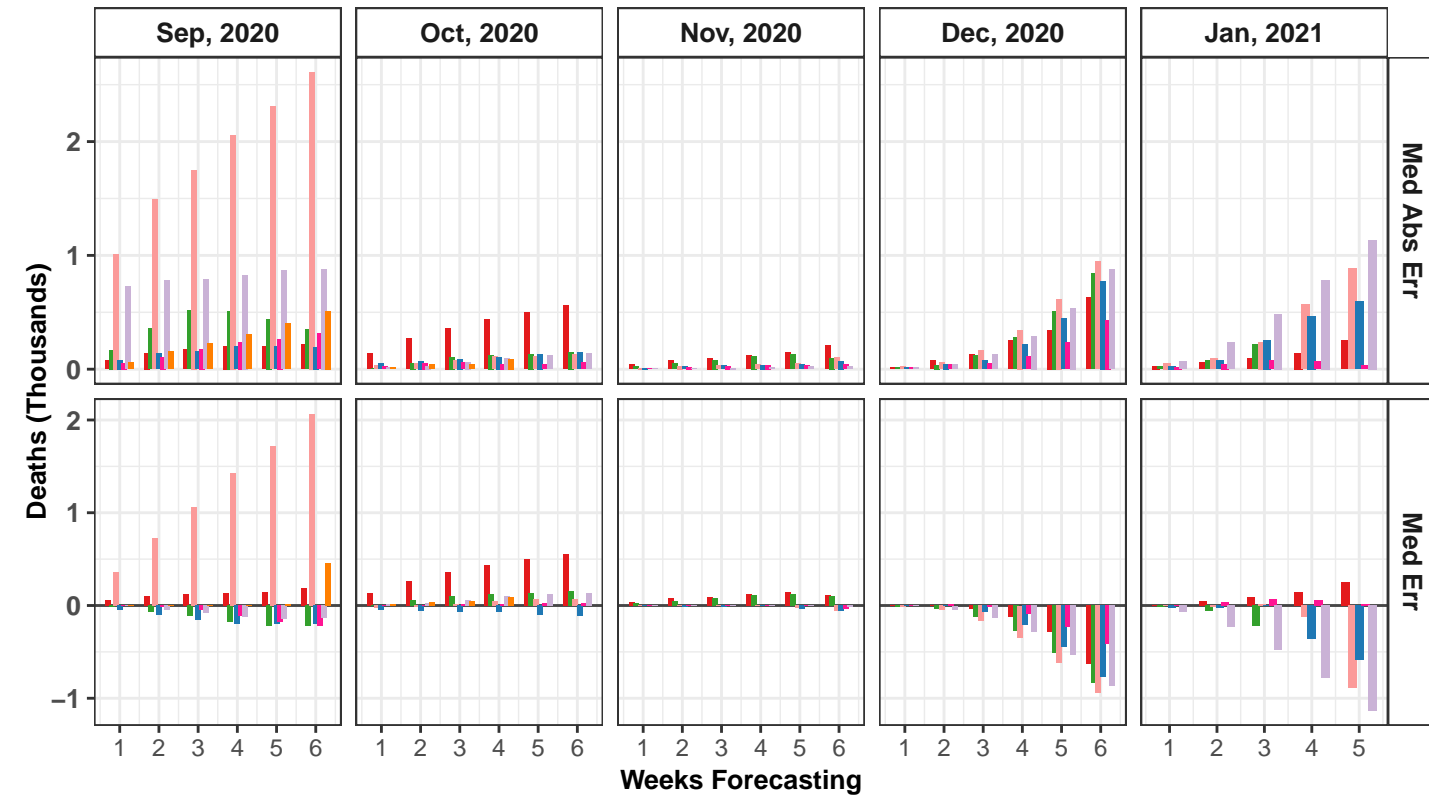 Sep, 2020
Oct, 2020
Nov, 2020
Dec, 2020
Jan, 2021
Deaths (Thousands)
2
1
0
Med Abs Err
2
1
0
−1
Med Err
1 2 3 4 5 6
1 2 3 4 5 6
1 2 3 4 5 6
1 2 3 4 5 6
1 2 3 4 5
Weeks Forecasting